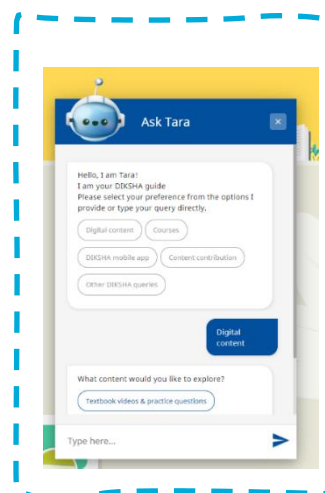 Ask Tara
Hello, I am Tara!
I am your DIKSHA guide
Please select your preference from the options I
provide or type your query directly.
Digital content
Courses
DIKSHA mobile app
Content contribution
Other DIKSHA queries
Digital
content
What content would you like to explore?
Textbook videos & practice questions
Type here...